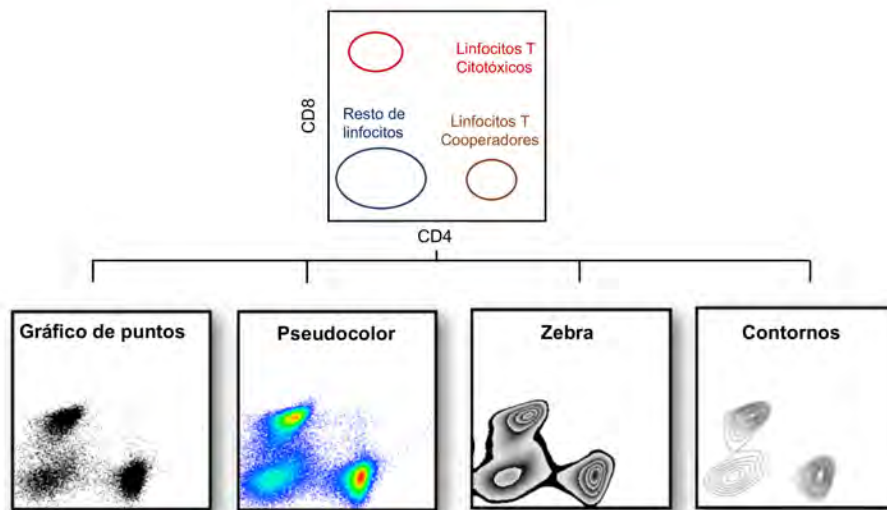 Linfocitos T
Citotóxicos
CD8
Resto de
linfocitos
Linfocitos T
Cooperadores
CD4
Gráfico de puntos
Pseudocolor
Zebra
Contornos